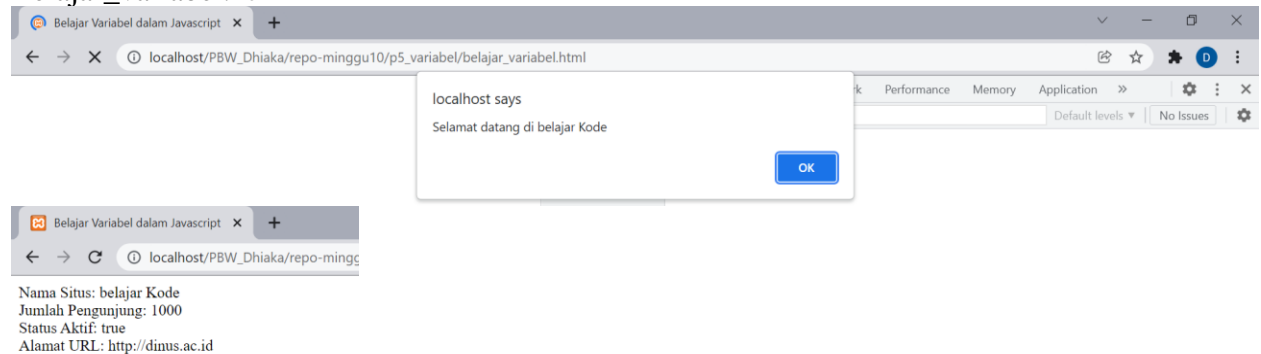 Belajar Variabel dalam Javascript
localhost/PBW_Dhiaka/repo-minggu10/p5_variabel/belajar_variabel.html
D
localhost says
Selamat datang di belajar Kode
OK
Performance Memory Application »
Default levels ▼ No Issues
Belajar Variabel dalam Javascript
localhost/PBW_Dhiaka/repo-mingg
Nama Situs: belajar Kode
Jumlah Pengunjung: 1000
Status Aktif: true
Alamat URL: http://dinus.ac.id